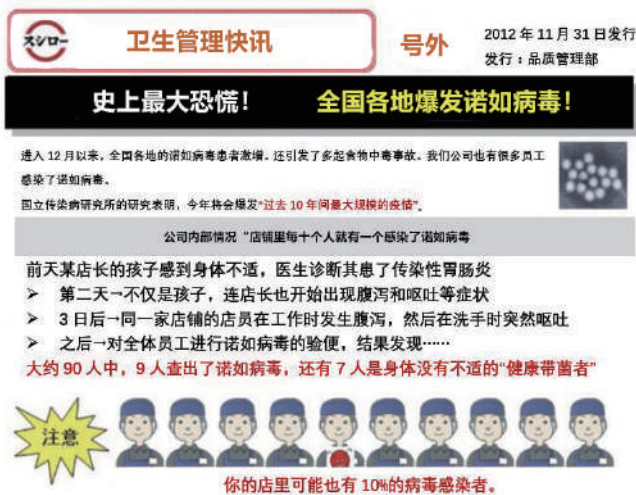 スシロー
卫生管理快讯
号外
2012 年 11 月 31 日发行
发行：品质管理部
史上最大恐慌！ 全国各地爆发诺如病毒！
进入 12 月以来，全国各地的诺如病毒患者激增。还引发了多起食物中毒事故。我们公司也有很多员工
感染了诺如病毒。
国立传染病研究所的研究表明，今年将会爆发“过去 10 年间最大规模的疫情”。
公司内部情况 “店铺里每十个人就有一个感染了诺如病毒
前天某店长的孩子感到身体不适，医生诊断其患了传染性胃肠炎
➢ 第二天→不仅是孩子，连店长也开始出现腹泻和呕吐等症状
➢ 3 日后→同一家店铺的店员在工作时发生腹泻，然后在洗手时突然呕吐
➢ 之后→对全体员工进行诺如病毒的验便，结果发现……
大约 90 人中，9 人查出了诺如病毒，还有 7 人是身体没有不适的“健康带菌者”
注意
你的店里可能也有 10%的病毒感染者。